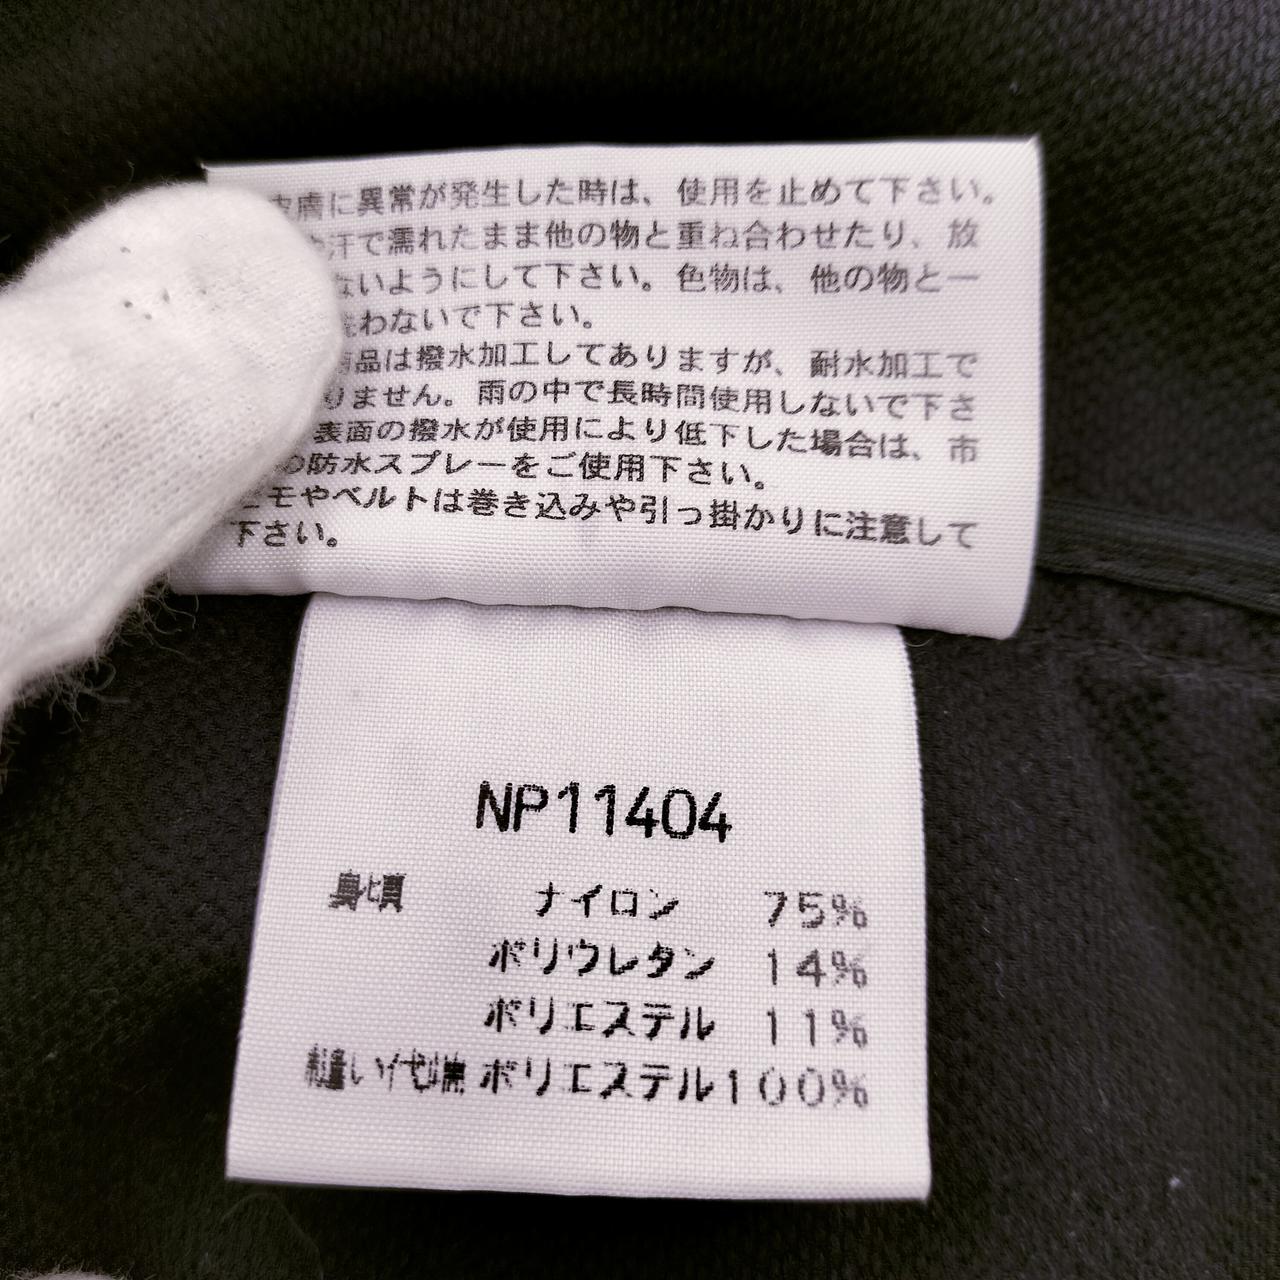 皮膚に異常が発生した時は、使用を止めて下さい。
や汗で濡れたまま他の物と重ね合わせたり、放
ないようにして下さい。色物は、他の物と一
洗わないで下さい。
商品は撥水加工してありますが、耐水加工で
りません。雨の中で長時間使用しないで下さ
表面の撥水が使用により低下した場合は、市
の防水スプレーをご使用下さい。
ヒモやベルトは巻き込みや引っ掛かりに注意して
下さい。
NP11404
身頃 ナイロン 75%
ポリウレタン 14%
ポリエステル 11%
縫い代始末 ポリエステル100%